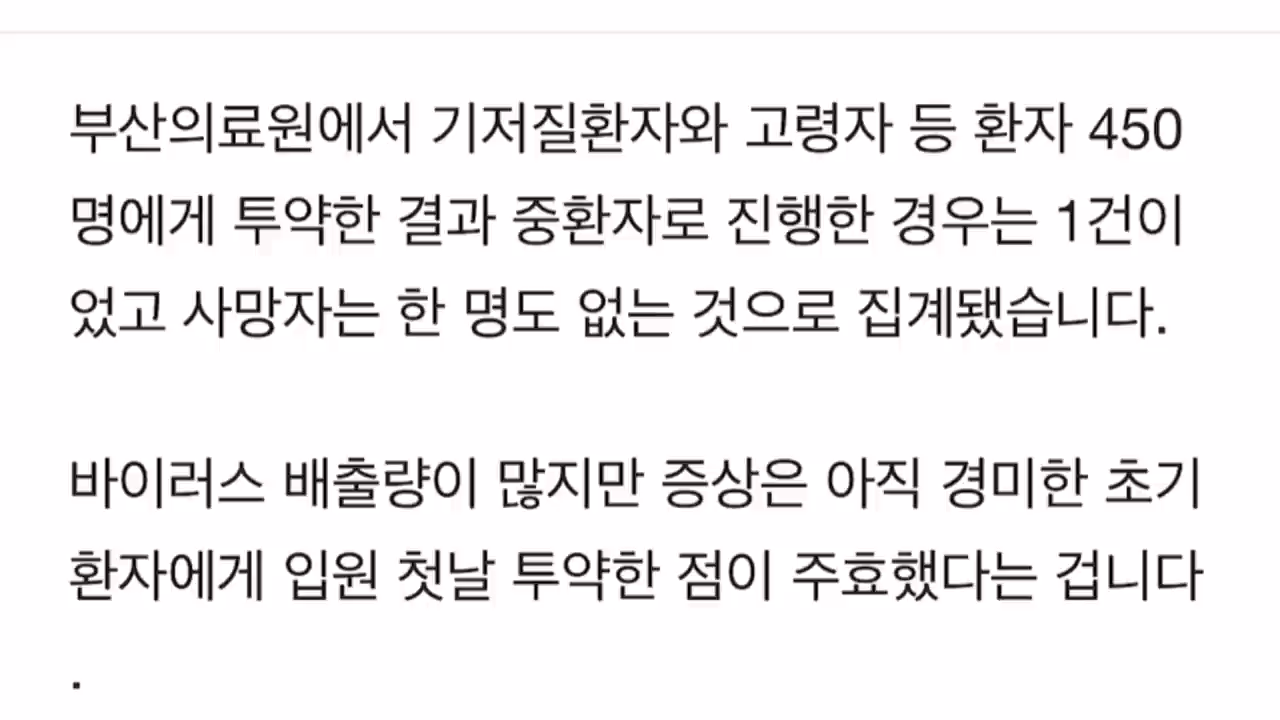 부산의료원에서 기저질환자와 고령자 등 환자 450
명에게 투약한 결과 중환자로 진행한 경우는 1건이
었고 사망자는 한 명도 없는 것으로 집계됐습니다.
바이러스 배출량이 많지만 증상은 아직 경미한 초기
환자에게 입원 첫날 투약한 점이 주효했다는 겁니다
.